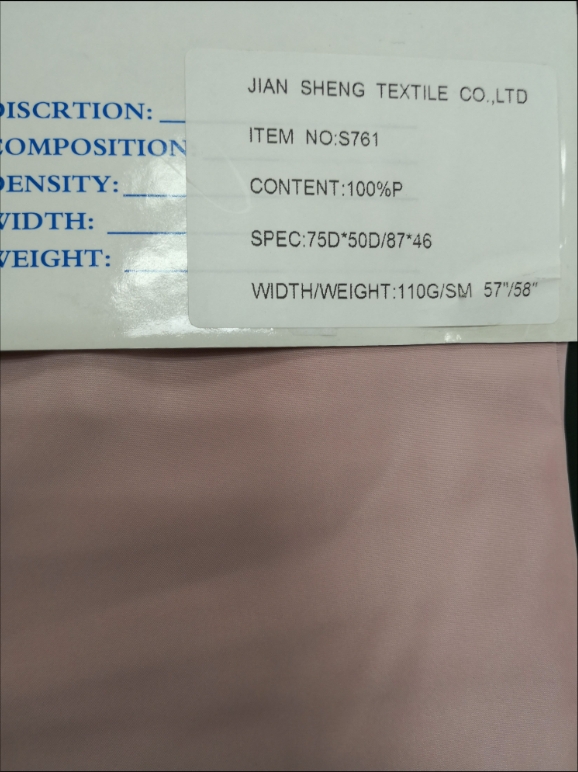 JIAN SHENG TEXTILE CO.,LTD
ITEM NO:S761
CONTENT:100%P
SPEC:75D*50D/87*46
WIDTH/WEIGHT:110G/SM 57"/58"
DISCRTION:
COMPOSITION
DENSITY:
WIDTH:
WEIGHT: